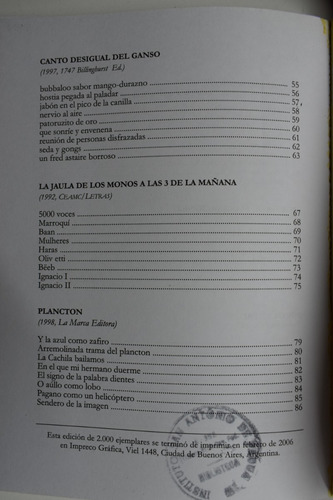 CANTO DESIGUAL DEL GANSO
(1997, 1747 Billinghurst Ed.)
bubbaloo sabor mango-durazno 55
hostia pegada al paladar 56
jabón en el pico de la canilla 57
nervio al aire 58
patoruzito de oro 59
que sonríe y envenena 60
reunión de personas disfrazadas 61
seda y gongs 62
un fred astaire borroso 63
LA JAULA DE LOS MONOS A LAS 3 DE LA MAÑANA
(1992, CEAMC/LETRAS)
5000 voces 67
Marroquí 68
Baan 69
Mulheres 70
Haras 71
Oliv etti 72
Bèeb 73
Ignacio I 74
Ignacio II 75
PLANCTON
(1998, La Marca Editora)
Y la azul como zafiro 79
Arremolinada trama del plancton 80
La Cachila bailamos 81
En el que mi hermano duerme 82
El signo de la palabra dientes 83
O aúllo como lobo 84
Pagano como un helicóptero 85
Sendero de la imagen 86
Esta edición de 2.000 ejemplares se terminó de imprimir en febrero de 2006
en Impreco Gráfica, Viel 1448, Ciudad de Buenos Aires, Argentina.